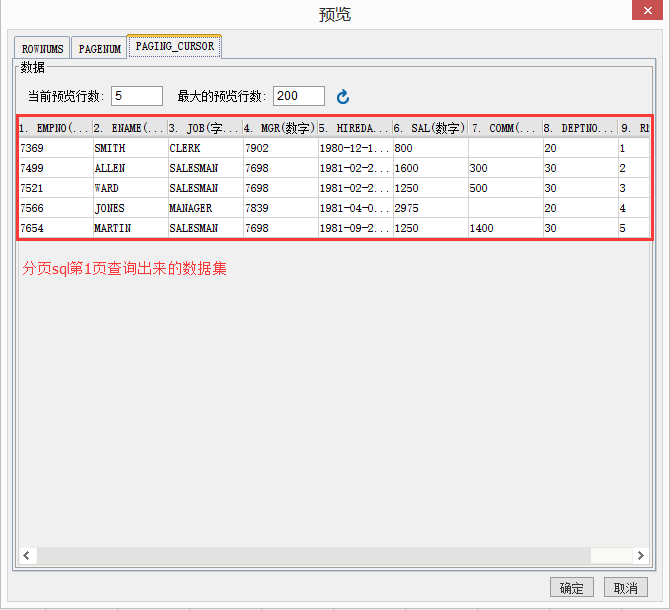 预览
ROWNUMS PAGENUM PAGING_CURSOR
数据
当前预览行数: 5 最大的预览行数: 200
1. EMPNO(... 2. ENAME(... 3. JOB(字... 4. MGR(数字) 5. HIREDA... 6. SAL(数字) 7. COMM(... 8. DEPTNO... 9. RN
7369 SMITH CLERK 7902 1980-12-1... 800 20 1
7499 ALLEN SALESMAN 7698 1981-02-2... 1600 300 30 2
7521 WARD SALESMAN 7698 1981-02-2... 1250 500 30 3
7566 JONES MANAGER 7839 1981-04-0... 2975 20 4
7654 MARTIN SALESMAN 7698 1981-09-2... 1250 1400 30 5
分页sql第1页查询出来的数据集
确定 取消